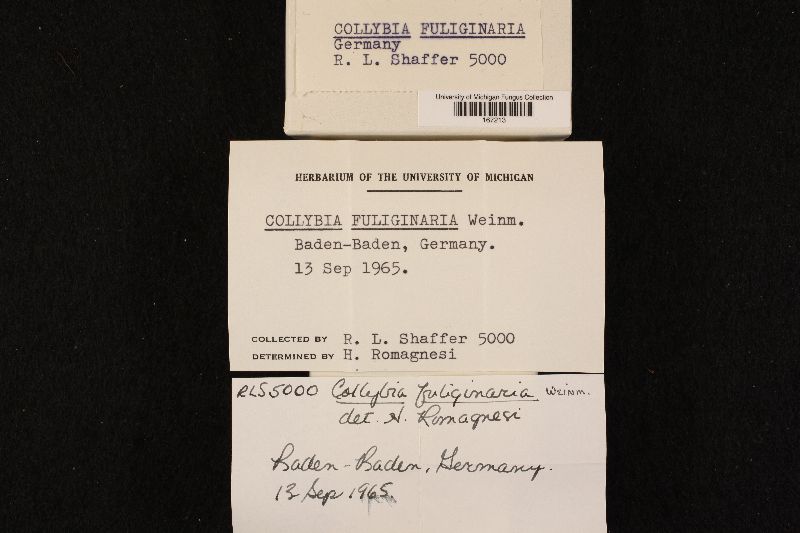 COLLYBIA FULIGINARIA
Germany
R. L. Shaffer 5000
University of Michigan Fungus Collection
167213
HERBARIUM OF THE UNIVERSITY OF MICHIGAN
COLLYBIA FULIGINARIA Weinm.
Baden-Baden, Germany.
13 Sep 1965.
COLLECTED BY R. L. Shaffer 5000
DETERMINED BY H. Romagnesi
RLS5000 Collybia fuliginaria Weinm.
det. H. Romagnesi
Baden-Baden, Germany.
13 Sep 1965.